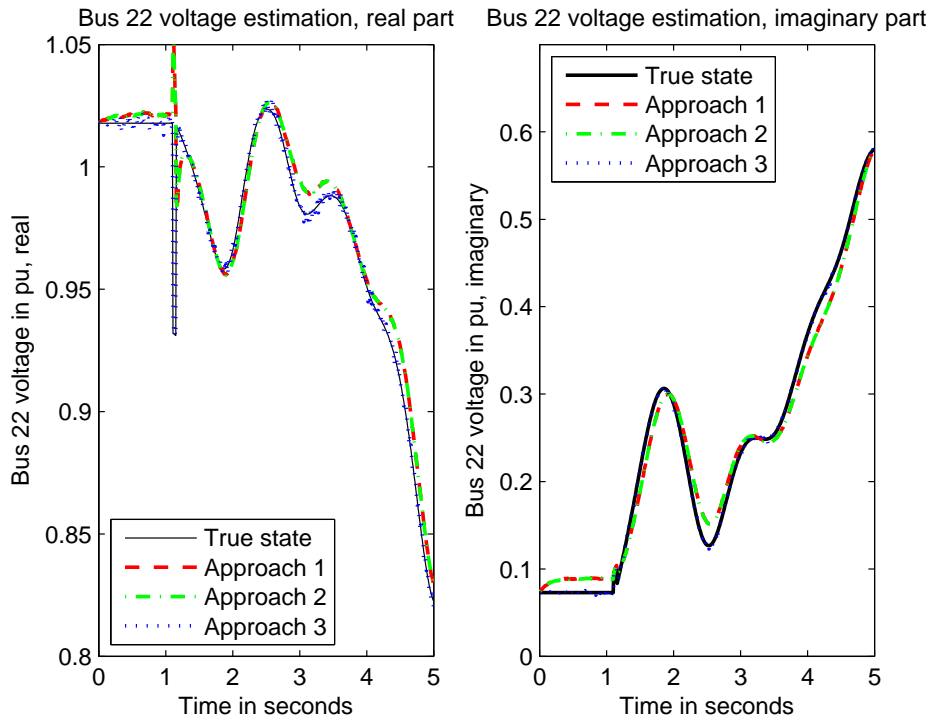 Bus 22 voltage estimation, real part
1.05
1
0.95
0.9
0.85
0.8
Bus 22 voltage in pu, real
True state
Approach 1
Approach 2
Approach 3
0 1 2 3 4 5
Time in seconds
Bus 22 voltage estimation, imaginary part
True state
Approach 1
Approach 2
Approach 3
0.6
0.5
0.4
0.3
0.2
0.1
0
Bus 22 voltage in pu, imaginary
0 1 2 3 4 5
Time in seconds